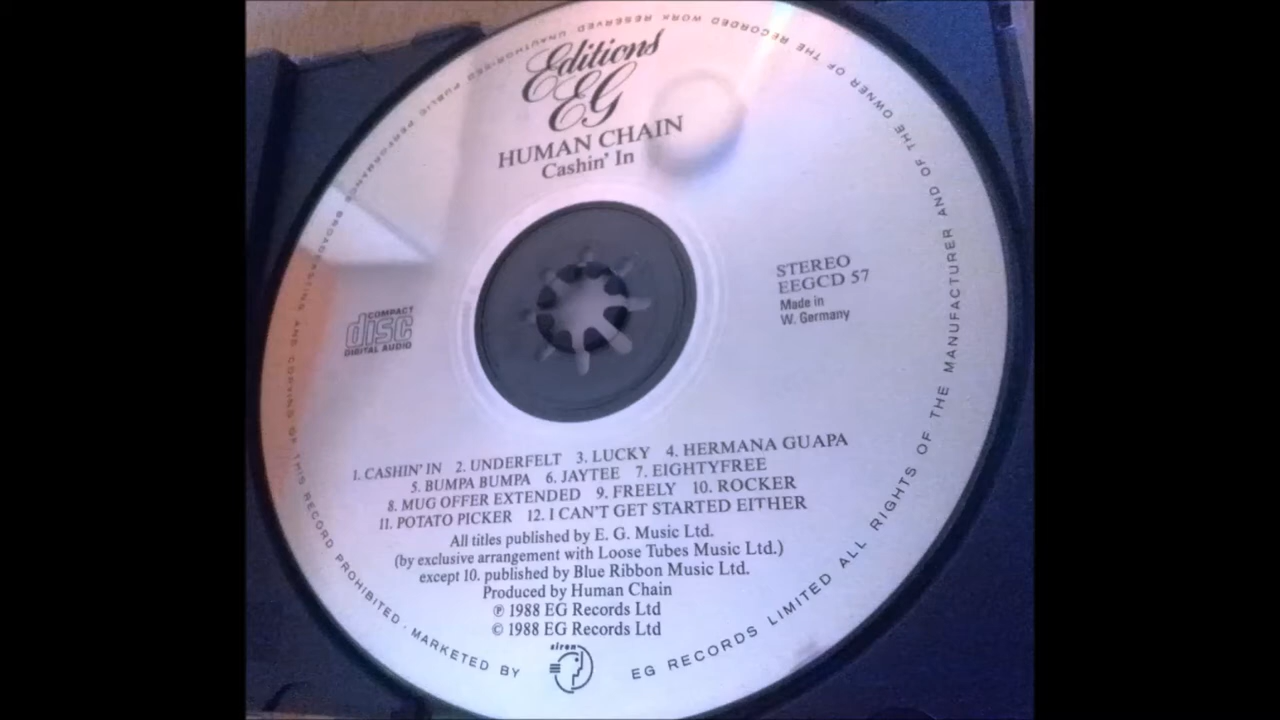 Editions
EG
HUMAN CHAIN
Cashin' In
STEREO
EEGCD 57
Made in
W. Germany
COMPACT
disc
DIGITAL AUDIO
1. CASHIN' IN 2. UNDERFELT 3. LUCKY 4. HERMANA GUAPA
5. BUMPA BUMPA 6. JAYTEE 7. EIGHTYFREE
8. MUG OFFER EXTENDED 9. FREELY 10. ROCKER
11. POTATO PICKER 12. I CAN'T GET STARTED EITHER
All titles published by E. G. Music Ltd.
(by exclusive arrangement with Loose Tubes Music Ltd.)
except 10. published by Blue Ribbon Music Ltd.
Produced by Human Chain
℗ 1988 EG Records Ltd
© 1988 EG Records Ltd
siren
EG RECORDS LIMITED ALL RIGHTS OF THE MANUFACTURER AND OF THE OWNER OF THE RECORDED WORK RESERVED UNAUTHORISED PUBLIC PERFORMANCE BROADCASTING AND COPYING OF THIS RECORD PROHIBITED. MARKETED BY